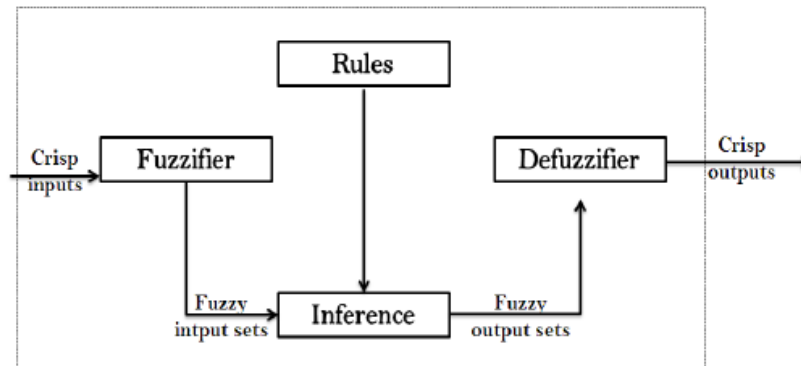 Rules
Crisp
inputs
Fuzzifier
Defuzzifier
Crisp
outputs
Fuzzy
intput sets
Inference
Fuzzy
output sets